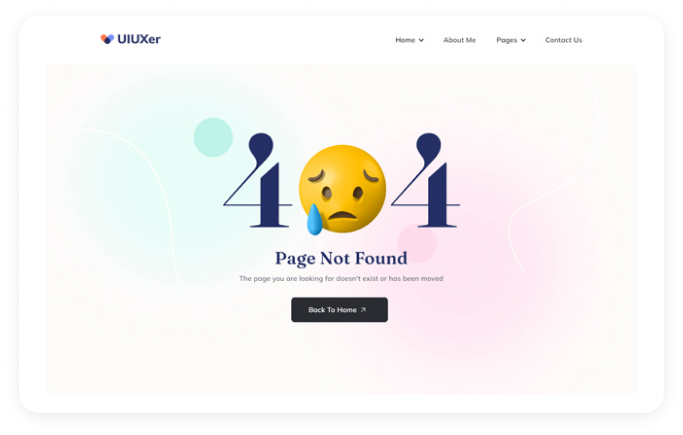 UIUXer
Home About Me Pages Contact Us
4 4
Page Not Found
The page you are looking for doesn't exist or has been moved
Back To Home